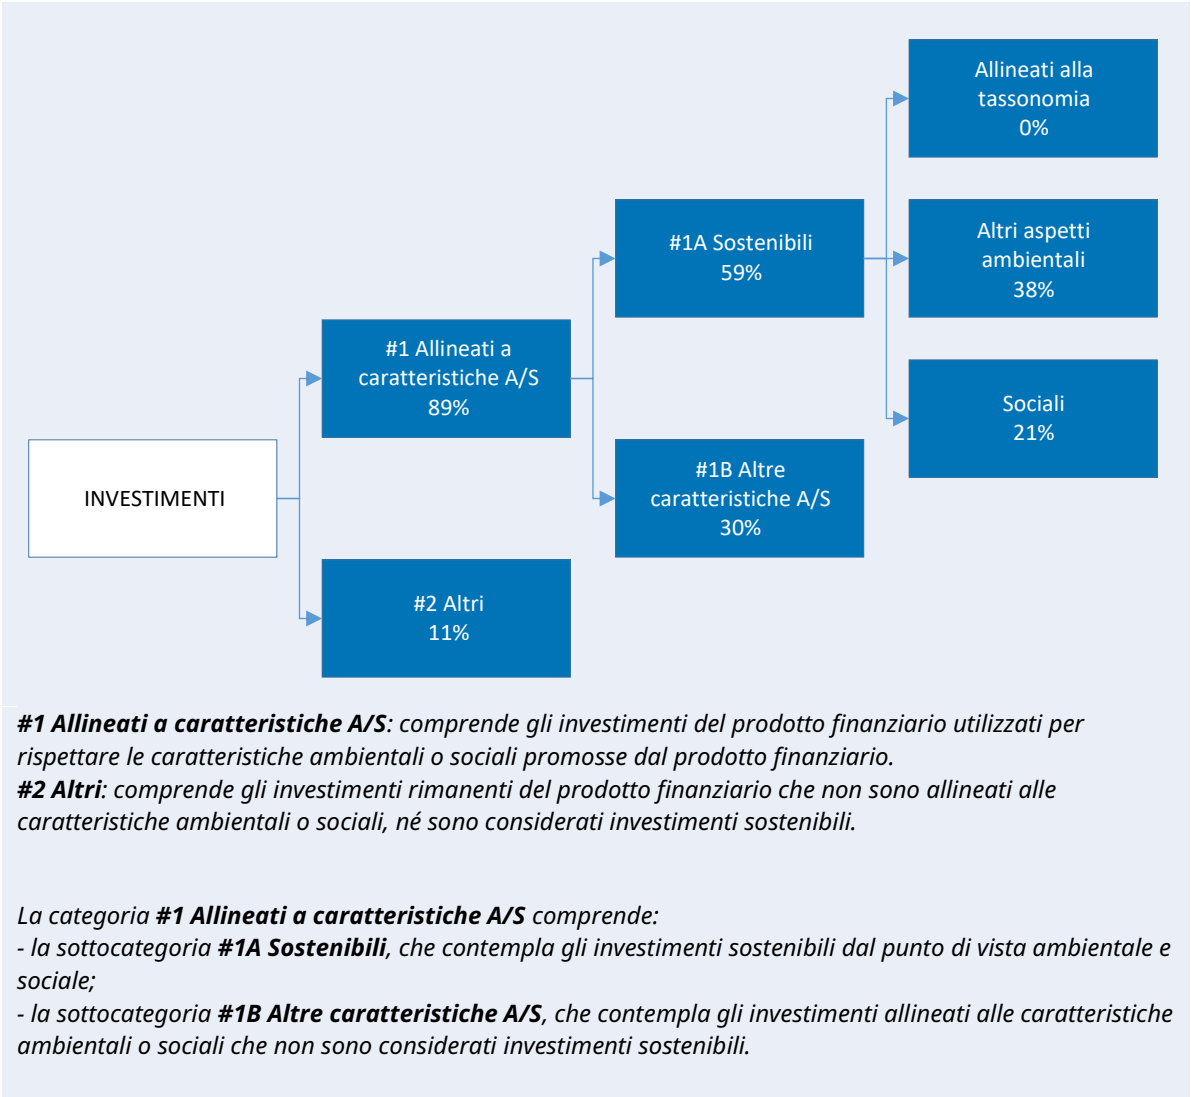 Allineati alla
tassonomia
0%
#1A Sostenibili
59%
Altri aspetti
ambientali
38%
#1 Allineati a
caratteristiche A/S
89%
Sociali
21%
INVESTIMENTI
#1B Altre
caratteristiche A/S
30%
#2 Altri
11%
#1 Allineati a caratteristiche A/S: comprende gli investimenti del prodotto finanziario utilizzati per
rispettare le caratteristiche ambientali o sociali promosse dal prodotto finanziario.
#2 Altri: comprende gli investimenti rimanenti del prodotto finanziario che non sono allineati alle
caratteristiche ambientali o sociali, né sono considerati investimenti sostenibili.
La categoria #1 Allineati a caratteristiche A/S comprende:
- la sottocategoria #1A Sostenibili, che contempla gli investimenti sostenibili dal punto di vista ambientale e
sociale;
- la sottocategoria #1B Altre caratteristiche A/S, che contempla gli investimenti allineati alle caratteristiche
ambientali o sociali che non sono considerati investimenti sostenibili.